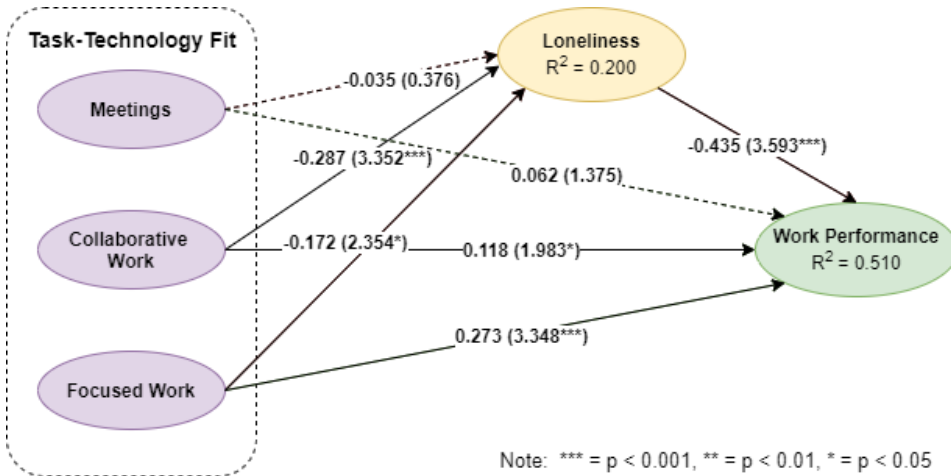 Task-Technology Fit
Loneliness
R² = 0.200
Meetings
-0.035 (0.376)
-0.287 (3.352***)
-0.435 (3.593***)
0.062 (1.375)
Collaborative
Work
-0.172 (2.354*)
0.118 (1.983*)
Work Performance
R² = 0.510
0.273 (3.348***)
Focused Work
Note: *** = p < 0.001, ** = p < 0.01, * = p < 0.05